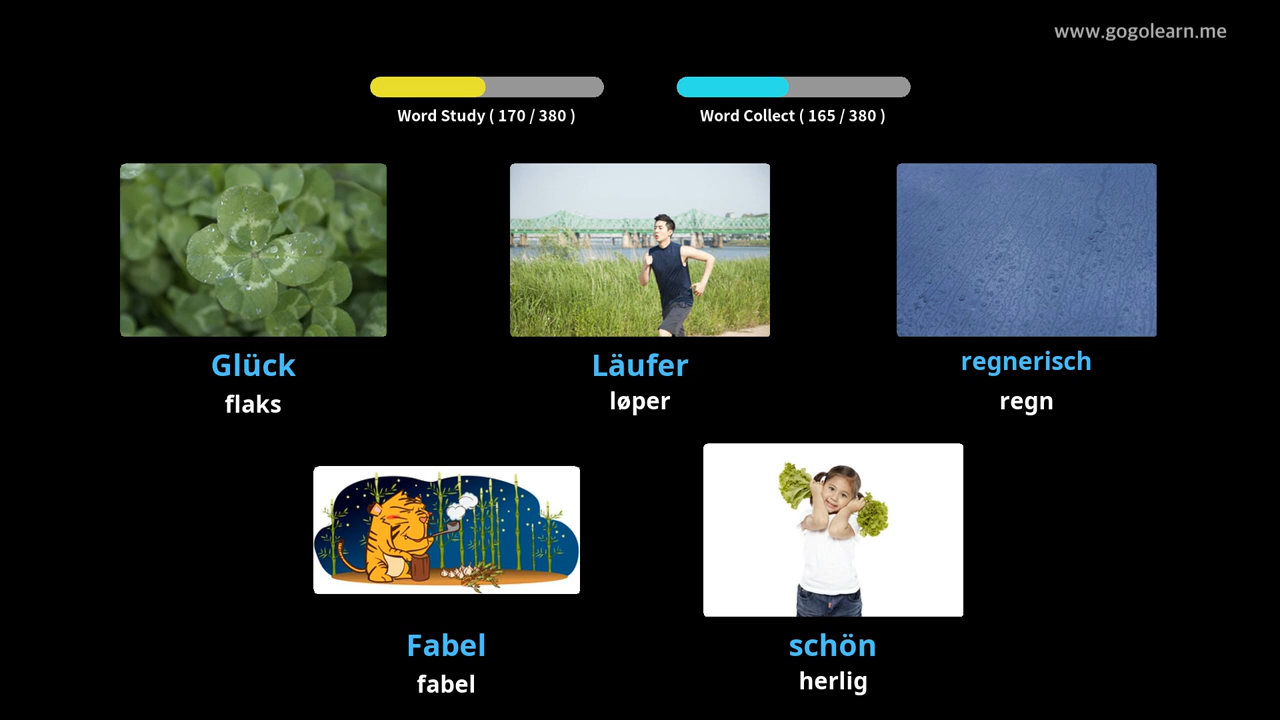 www.gogolearn.me
Word Study ( 170 / 380 )
Word Collect ( 165 / 380 )
Glück
flaks
Läufer
løper
regnerisch
regn
Fabel
fabel
schön
herlig